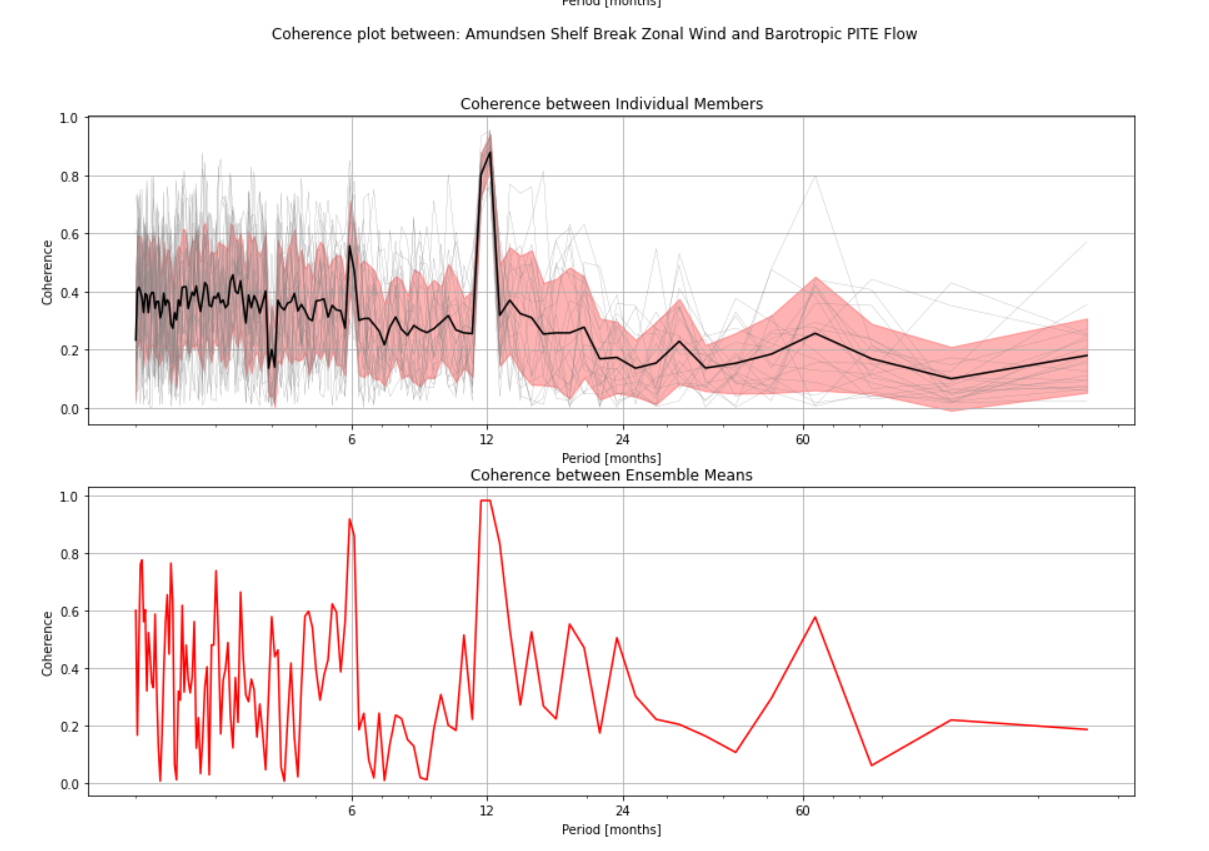 Period [months]
Coherence plot between: Amundsen Shelf Break Zonal Wind and Barotropic PITE Flow
Coherence between Individual Members
1.0
0.8
0.6
0.4
0.2
0.0
Coherence
6 12 24 60
Period [months]
Coherence between Ensemble Means
1.0
0.8
0.6
0.4
0.2
0.0
Coherence
6 12 24 60
Period [months]